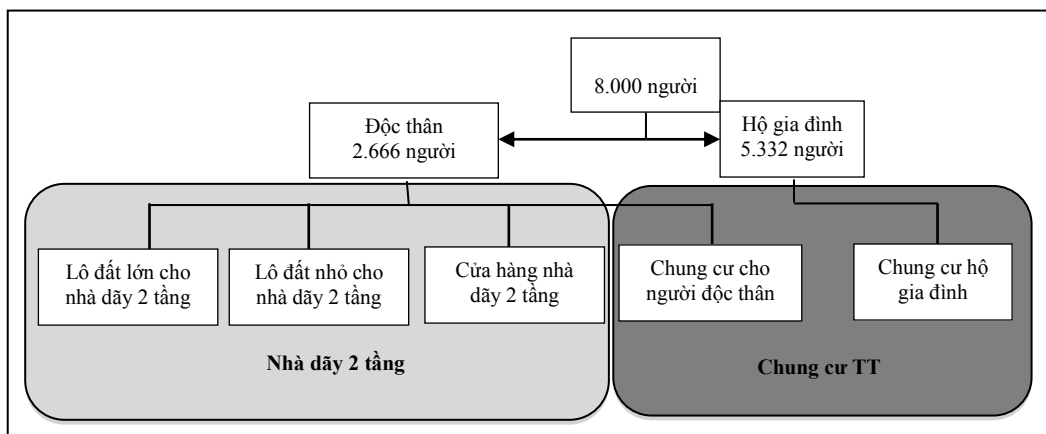 8.000 người
Độc thân
2.666 người
Hộ gia đình
5.332 người
Lô đất lớn cho
nhà dãy 2 tầng
Lô đất nhỏ cho
nhà dãy 2 tầng
Cửa hàng nhà
dãy 2 tầng
Chung cư cho
người độc thân
Chung cư hộ
gia đình
Nhà dãy 2 tầng
Chung cư TT